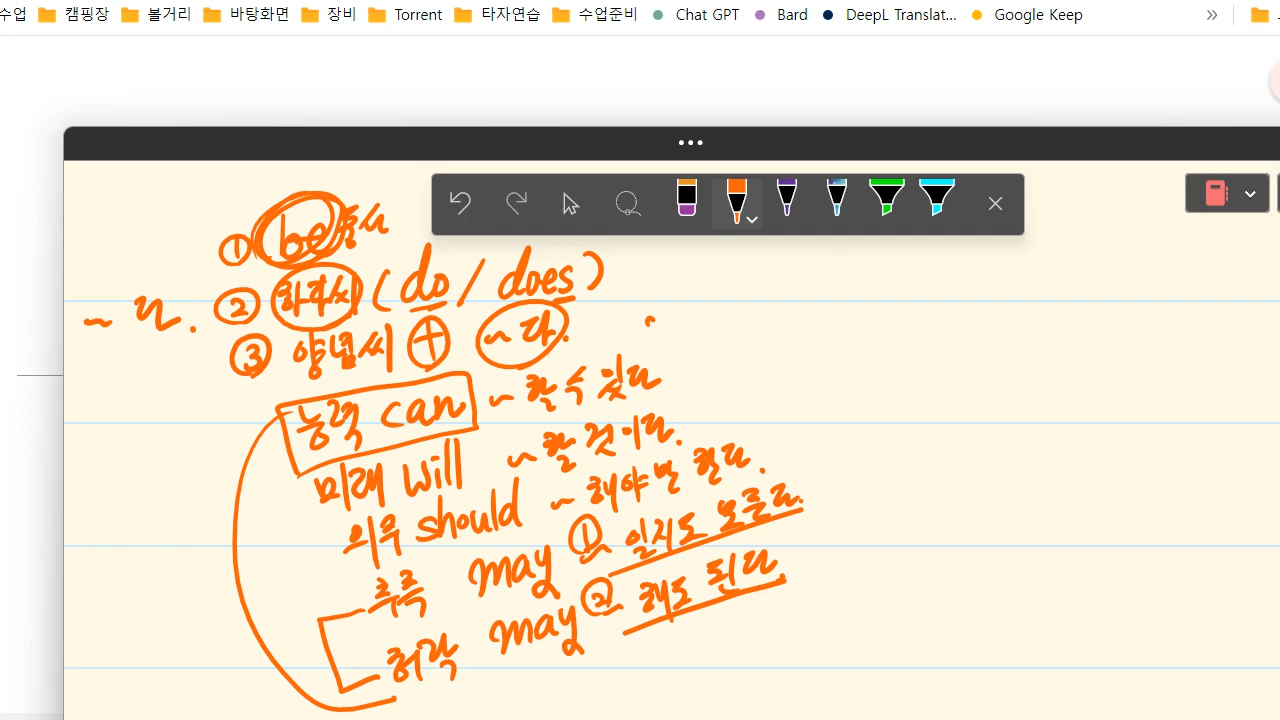 수업 캠핑장 볼거리 바탕화면 장비 Torrent 타자연습 수업준비 Chat GPT Bard DeepL Translat... Google Keep
① be동사
~ 다. ② 하다씨 (do / does)
③ 양념씨 + ~다.
능력 can ~할 수 있다
미래 will ~할 것이다.
의무 should ~해야만 한다.
추측 may ① ~ 일지도 모른다.
허락 may ② ~ 해도 된다.